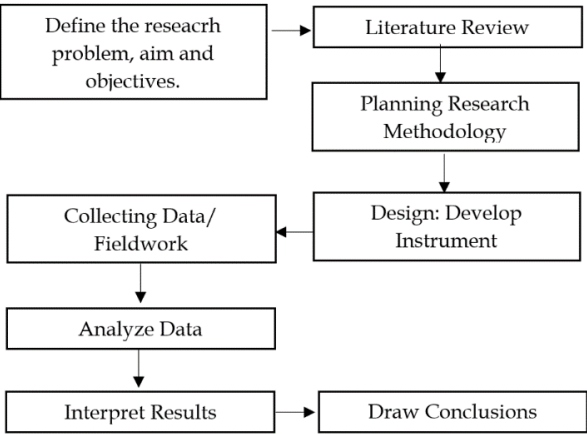 Define the reseacrh
problem, aim and
objectives.
Literature Review
Planning Research
Methodology
Design: Develop
Instrument
Collecting Data/
Fieldwork
Analyze Data
Interpret Results
Draw Conclusions